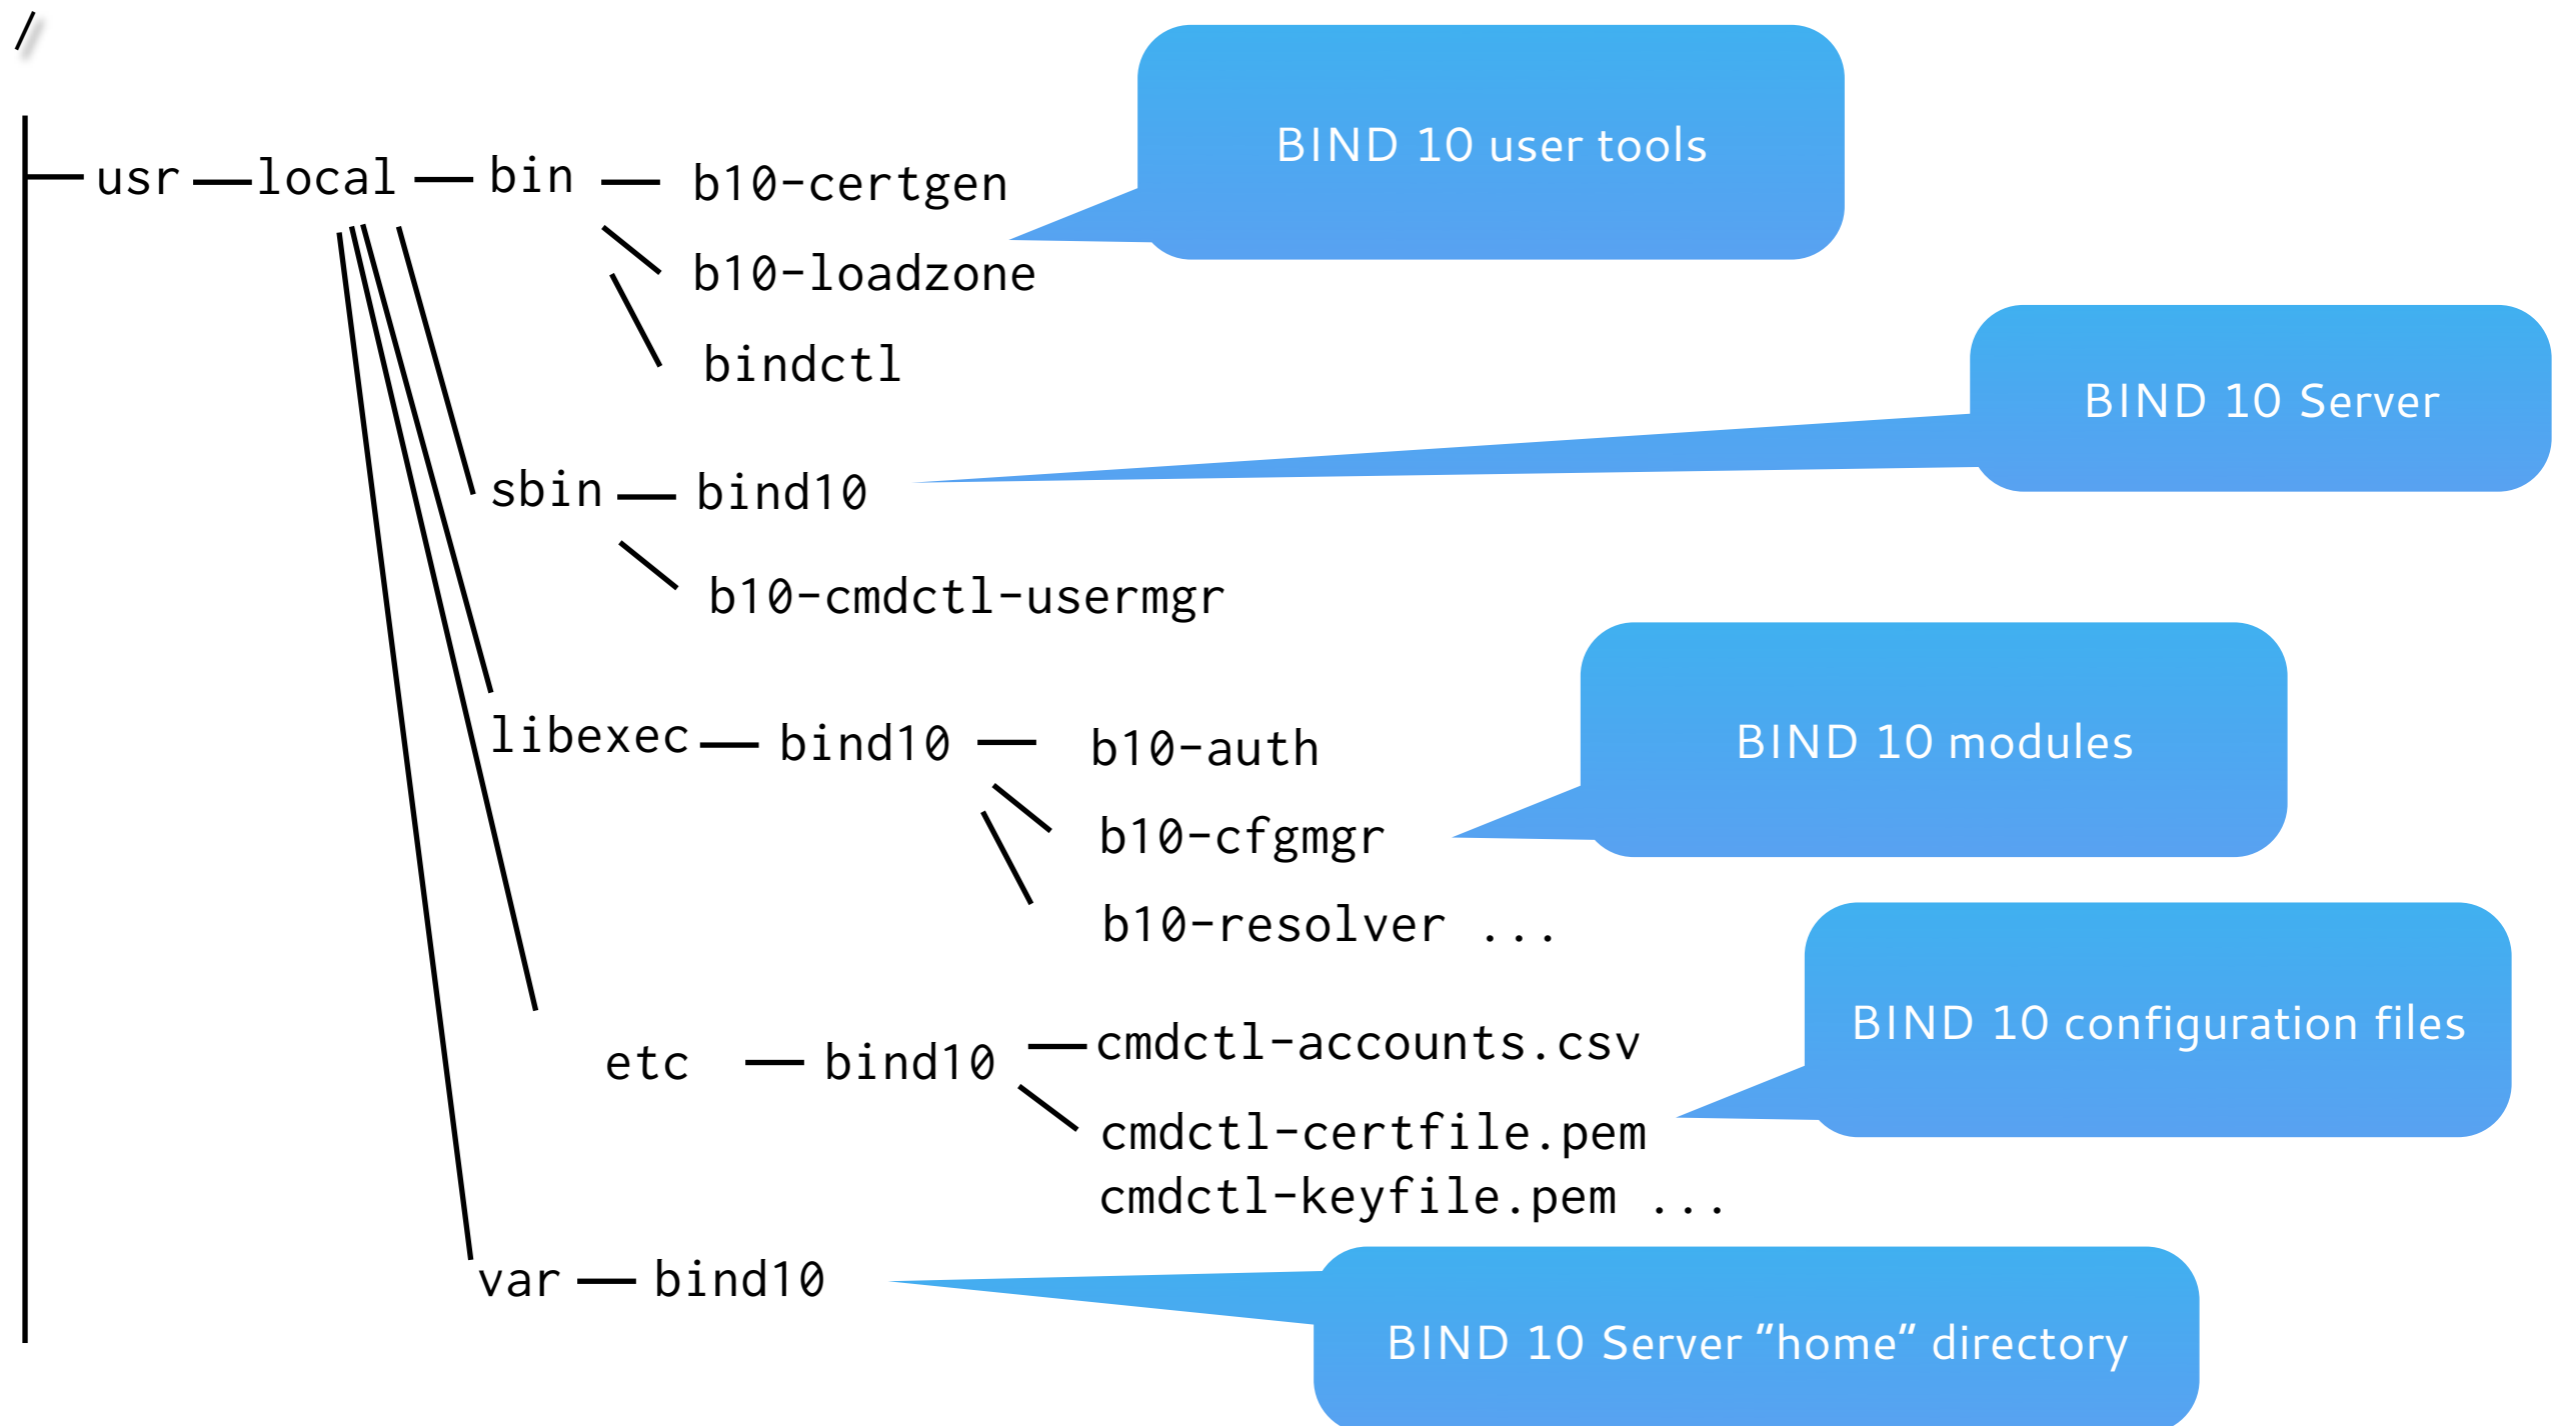 /
usr local bin b10-certgen
BIND 10 user tools
b10-loadzone
bindctl
BIND 10 Server
sbin bind10
b10-cmdctl-usermgr
libexec bind10 b10-auth
BIND 10 modules
b10-cfgmgr
b10-resolver ...
BIND 10 configuration files
etc bind10 cmdctl-accounts.csv
cmdctl-certfile.pem
cmdctl-keyfile.pem ...
var bind10
BIND 10 Server “home” directory